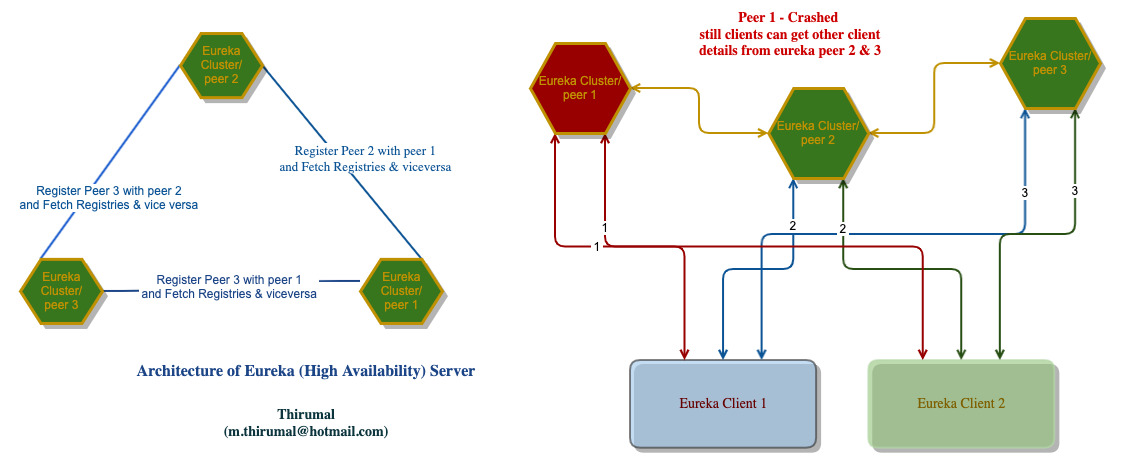 Eureka
Cluster/
peer 2
Register Peer 2 with peer 1
and Fetch Registries & viceversa
Register Peer 3 with peer 2
and Fetch Registries & vice versa
Eureka
Cluster/
peer 3
Register Peer 3 with peer 1
and Fetch Registries & viceversa
Eureka
Cluster/
peer 1
Architecture of Eureka (High Availability) Server
Thirumal
(m.thirumal@hotmail.com)
Peer 1 - Crashed
still clients can get other client
details from eureka peer 2 & 3
Eureka Cluster/
peer 1
Eureka Cluster/
peer 2
Eureka Cluster/
peer 3
1
1
2
2
3
3
Eureka Client 1
Eureka Client 2